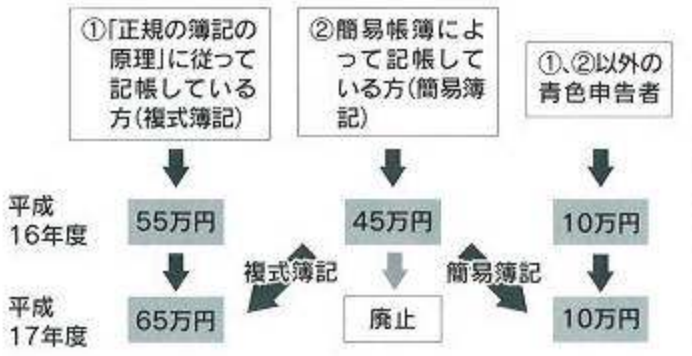 ①「正規の簿記の
原理」に従って
記帳している
方(複式簿記)
②簡易帳簿によ
って記帳して
いる方(簡易簿
記)
①、②以外の
青色申告者
平成
16年度
55万円
45万円
10万円
複式簿記
簡易簿記
平成
17年度
65万円
廃止
10万円